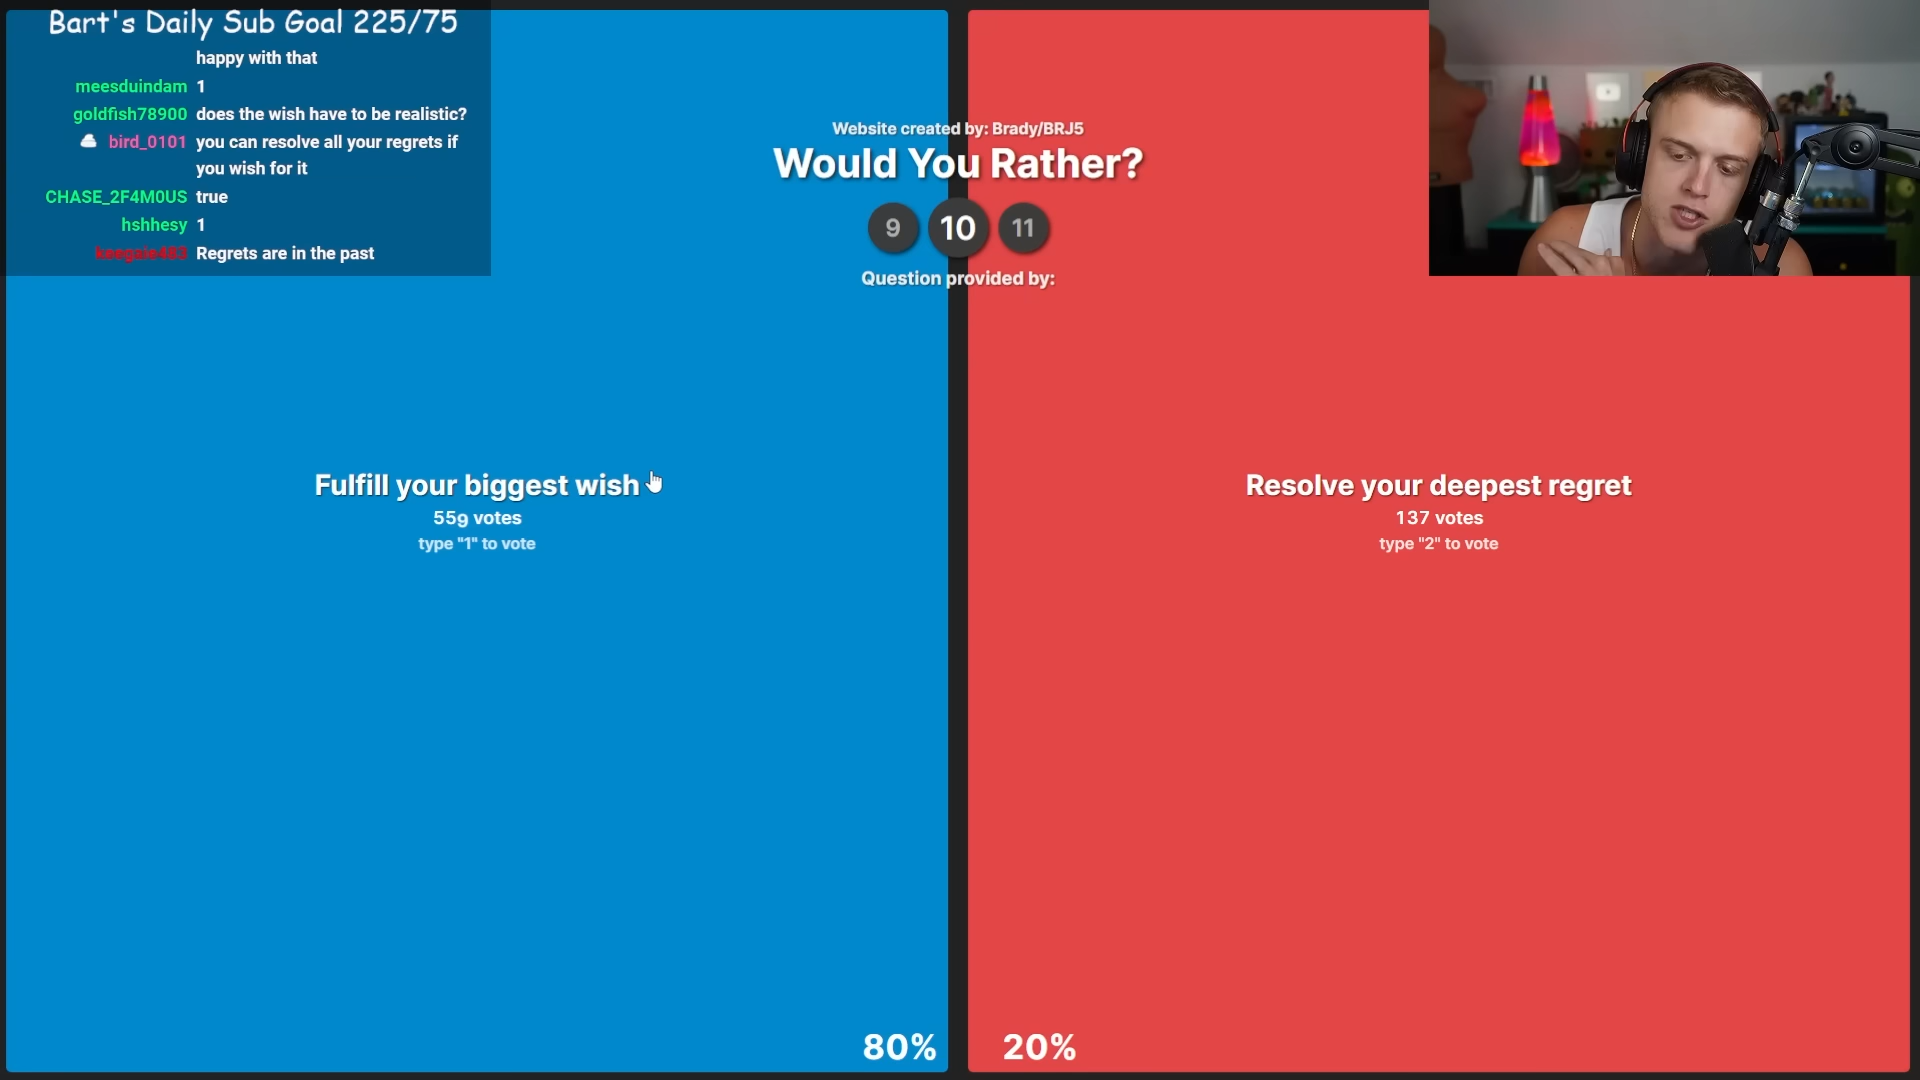 Bart's Daily Sub Goal 225/75
happy with that
meesduindam 1
goldfish78900 does the wish have to be realistic?
bird_0101 you can resolve all your regrets if
you wish for it
CHASE_2F4M0US true
hshhesy 1
keegaie483 Regrets are in the past
Website created by: Brady/BRJ5
Would You Rather?
9 10 11
Question provided by:
Fulfill your biggest wish
559 votes
type "1" to vote
80%
Resolve your deepest regret
137 votes
type "2" to vote
20%